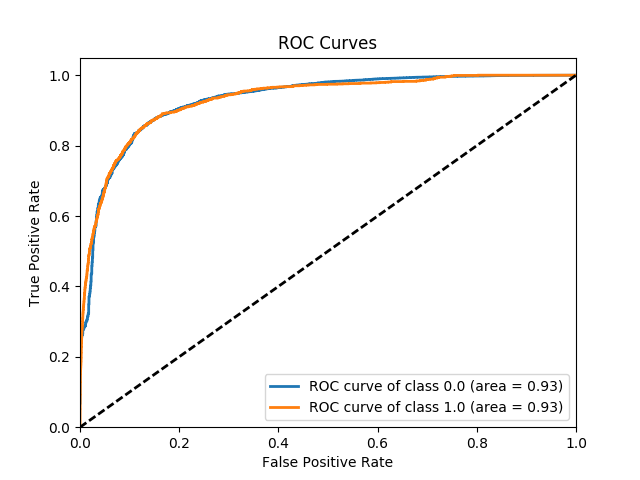 ROC Curves
1.0
0.8
0.6
0.4
0.2
0.0
True Positive Rate
0.0 0.2 0.4 0.6 0.8 1.0
False Positive Rate
ROC curve of class 0.0 (area = 0.93)
ROC curve of class 1.0 (area = 0.93)